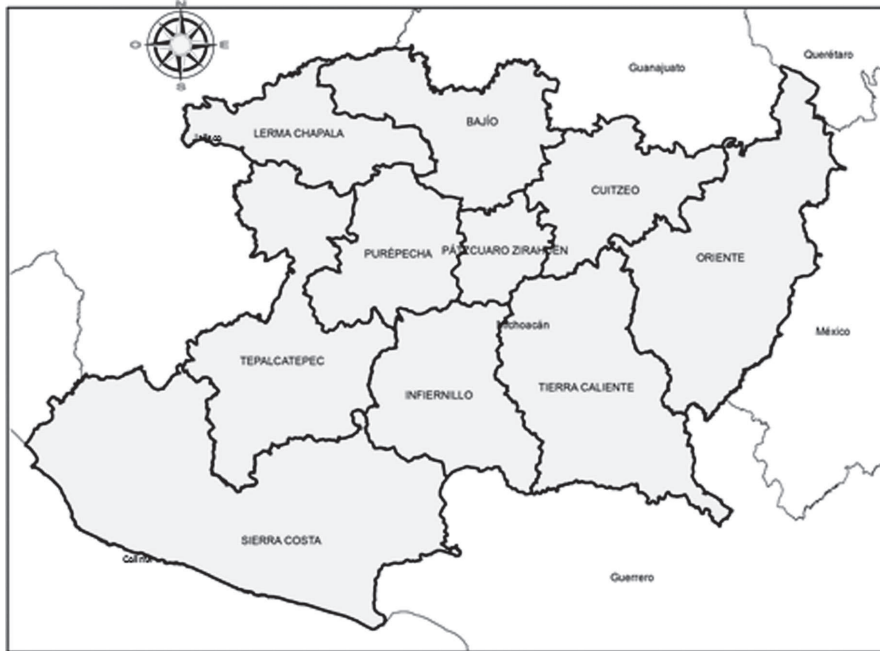 N
O
E
S
Querétaro
Guanajuato
BAJÍO
LERMA CHAPALA
Jalisco
CUITZEO
PURÉPECHA
PÁTZCUARO ZIRAHUEN
ORIENTE
Michoacán
México
TEPALCATEPEC
INFIERNILLO
TIERRA CALIENTE
SIERRA COSTA
Colima
Guerrero